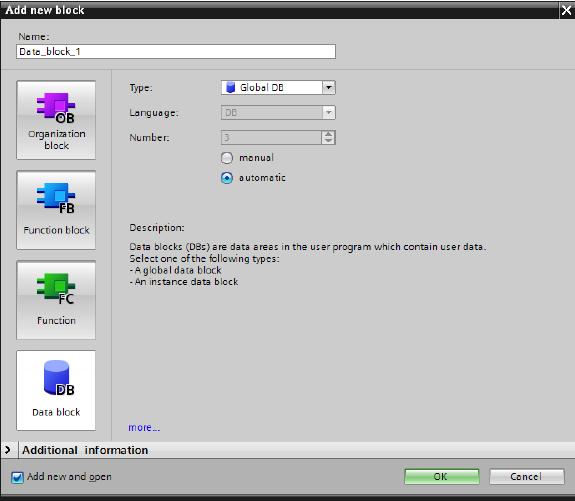 Add new block
Name:
Data_block_1
OB
Organization
block
FB
Function block
FC
Function
DB
Data block
Type:
Global DB
Language:
DB
Number:
3
manual
automatic
Description:
Data blocks (DBs) are data areas in the user program which contain user data.
Select one of the following types:
- A global data block
- An instance data block
more...
Additional information
Add new and open
OK
Cancel